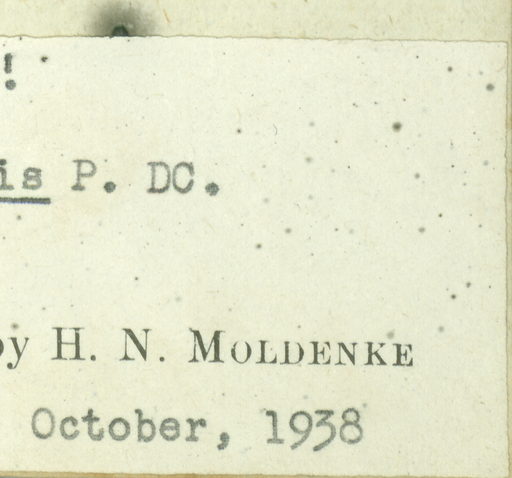 !
is P. DC.
by H. N. MOLDENKE
October, 1938